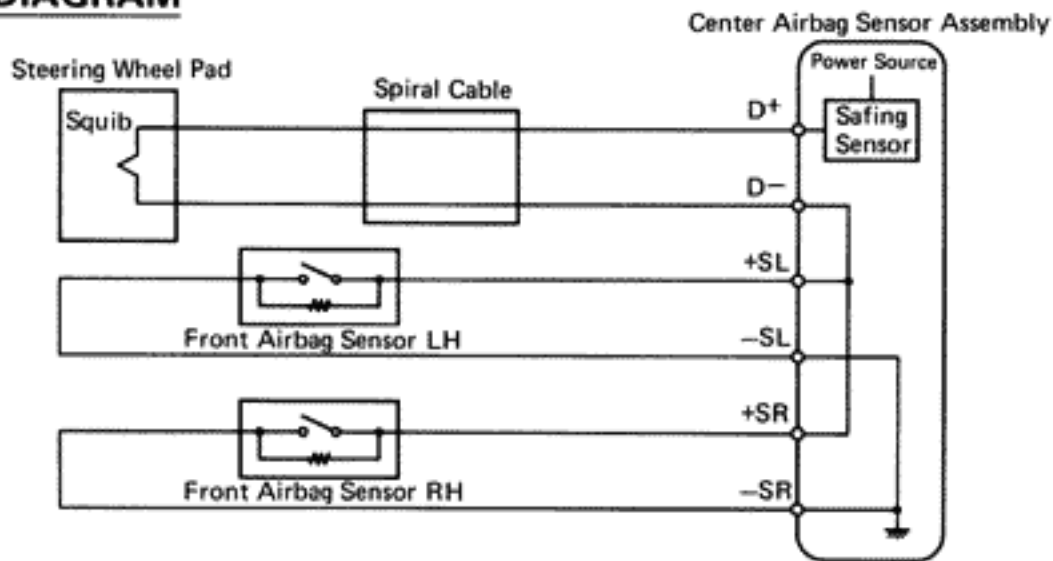 DIAGRAM
Center Airbag Sensor Assembly
Steering Wheel Pad
Power Source
Spiral Cable
Squib
D+
Safing
Sensor
D−
+SL
Front Airbag Sensor LH
−SL
+SR
Front Airbag Sensor RH
−SR